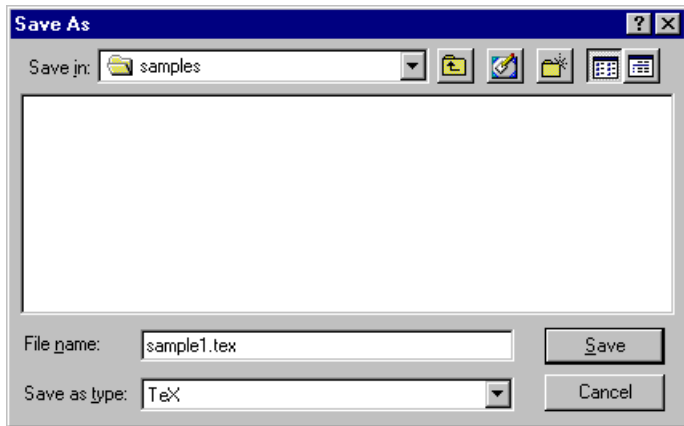 Save As
Save in: samples
File name: sample1.tex Save
Save as type: TeX Cancel